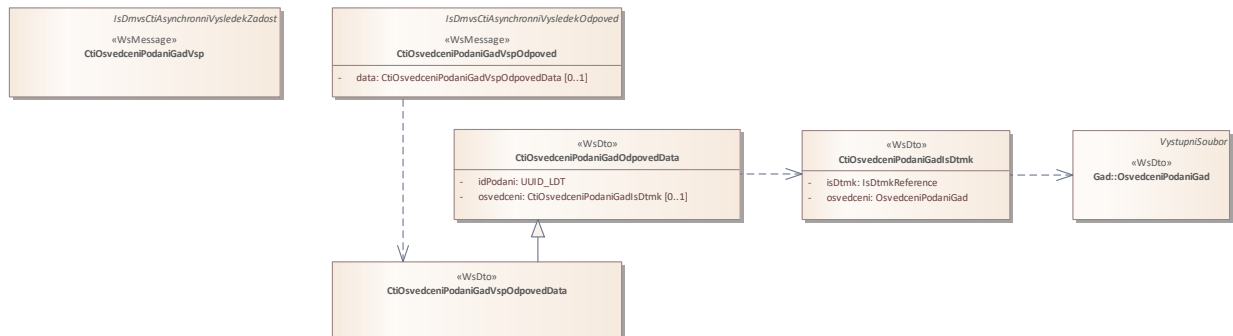 IsDmvsCtiAsynchronniVysledekZadost
«WsMessage»
CtiOsvedceniPodaniGadVsp
IsDmvsCtiAsynchronniVysledekOdpoved
«WsMessage»
CtiOsvedceniPodaniGadVspOdpoved
- data: CtiOsvedceniPodaniGadVspOdpovedData [0..1]
«WsDto»
CtiOsvedceniPodaniGadOdpovedData
- idPodani: UUID_LDT
- osvedceni: CtiOsvedceniPodaniGadIsDtmk [0..1]
«WsDto»
CtiOsvedceniPodaniGadIsDtmk
- isDtmk: IsDtmkReference
- osvedceni: OsvedceniPodaniGad
VystupniSoubor
«WsDto»
Gad::OsvedceniPodaniGad
«WsDto»
CtiOsvedceniPodaniGadVspOdpovedData